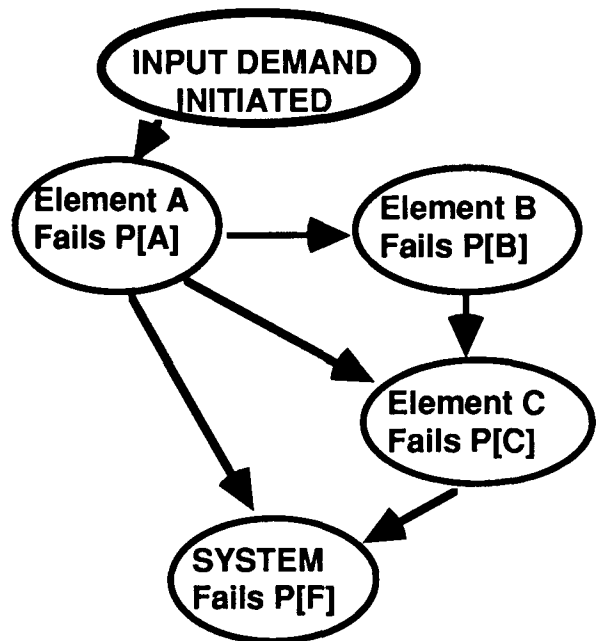 INPUT DEMAND
INITIATED
Element A
Fails P[A]
Element B
Fails P[B]
Element C
Fails P[C]
SYSTEM
Fails P[F]